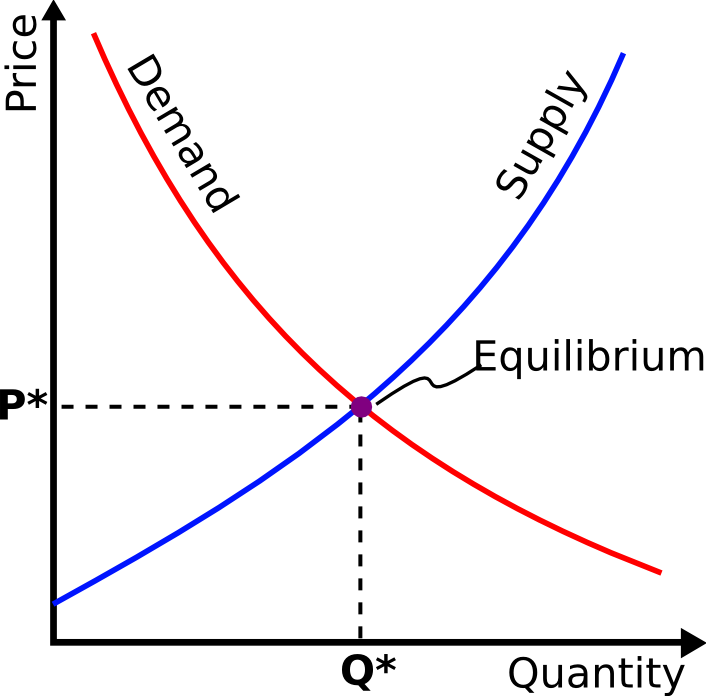 Price
Demand
Supply
Equilibrium
P*
Q*
Quantity